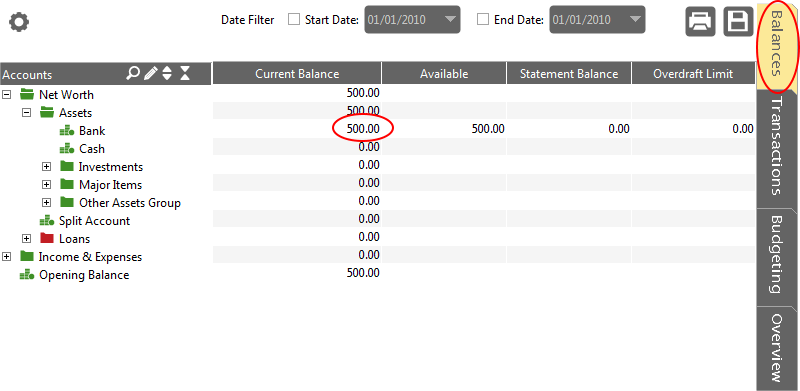 Date Filter Start Date: 01/01/2010 End Date: 01/01/2010
Accounts Current Balance Available Statement Balance Overdraft Limit
Net Worth 500.00
Assets 500.00
Bank 500.00 500.00 0.00 0.00
Cash 0.00
Investments 0.00
Major Items 0.00
Other Assets Group 0.00
Split Account 0.00
Loans 0.00
Income & Expenses 0.00
Opening Balance 500.00
Balances
Transactions
Budgeting
Overview